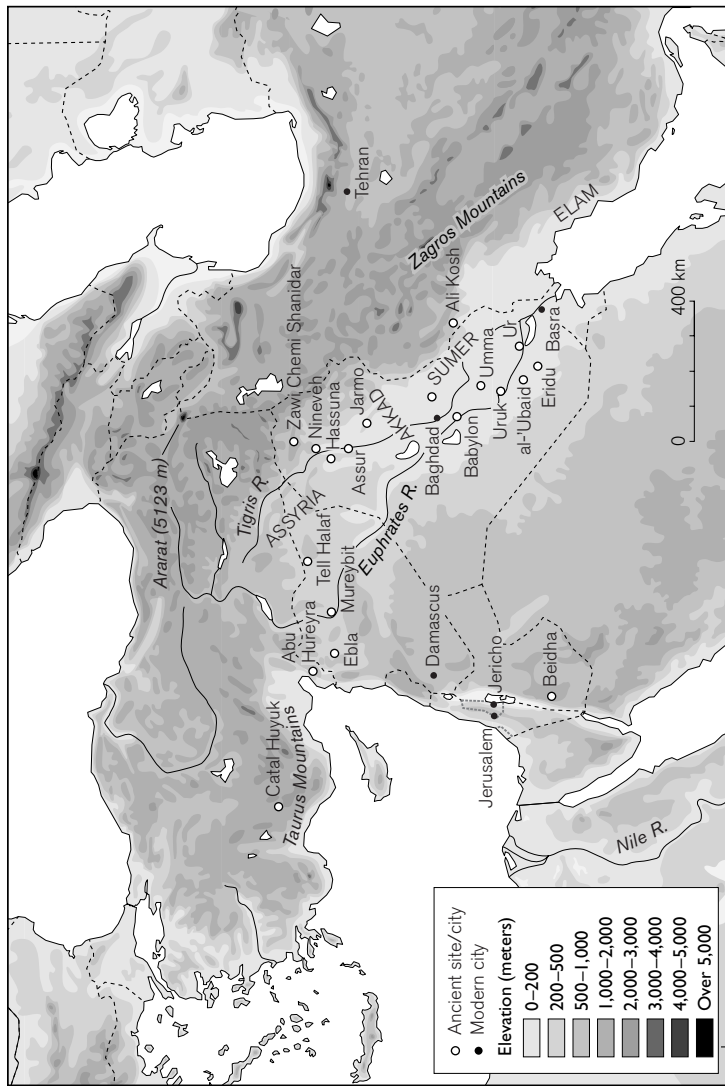 Ararat (5123 m)
Tehran
Zagros Mountains
ELAM
Zawi Chemi Shanidar
Nineveh
Hassuna
Jarmo
Assur
Ali Kosh
SUMER
AKKAD
Umma
Ur
Basra
Baghdad
Babylon
Uruk
al-'Ubaid
Eridu
Tigris R.
ASSYRIA
Tell Halaf
Mureybit
Euphrates R.
Abu
Hureyra
Ebla
Damascus
Catal Huyuk
Taurus Mountains
Jerusalem
Jericho
Beidha
Nile R.
0
400 km
Ancient site/city
Modern city
Elevation (meters)
0–200
200–500
500–1,000
1,000–2,000
2,000–3,000
3,000–4,000
4,000–5,000
Over 5,000